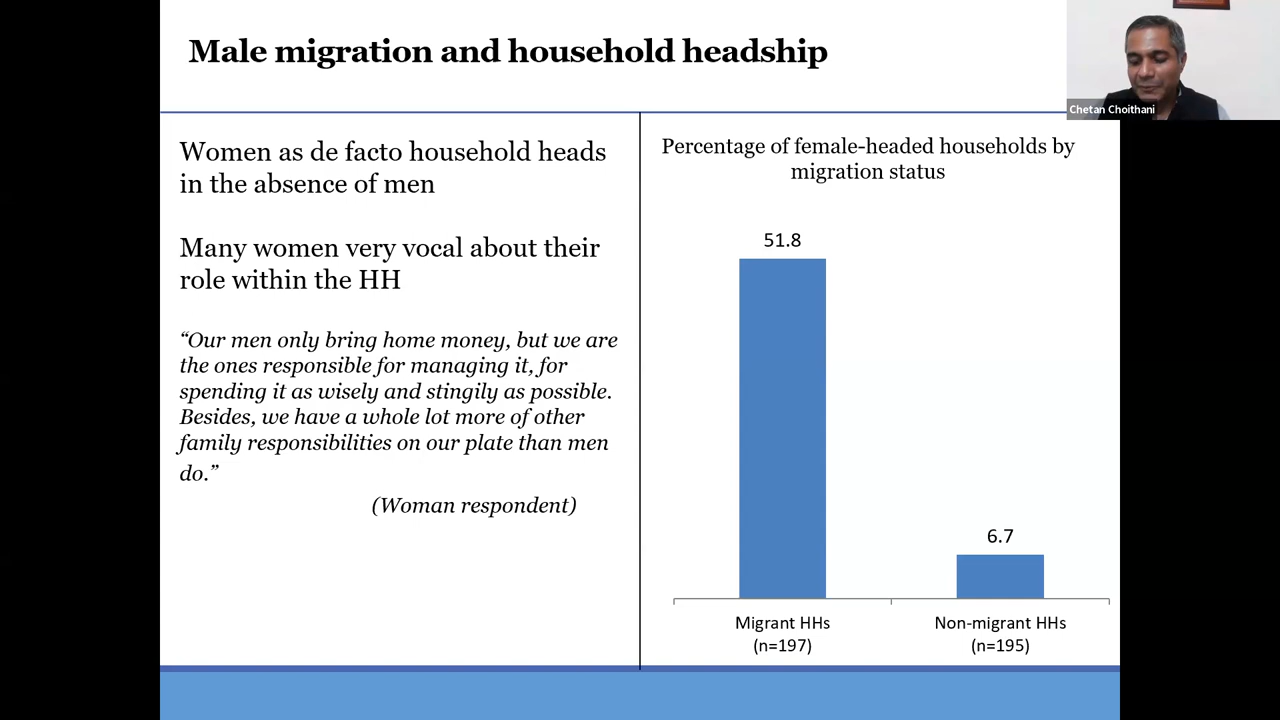 Male migration and household headship
Chetan Choithani
Women as de facto household heads
in the absence of men
Many women very vocal about their
role within the HH
“Our men only bring home money, but we are
the ones responsible for managing it, for
spending it as wisely and stingily as possible.
Besides, we have a whole lot more of other
family responsibilities on our plate than men
do.”
(Woman respondent)
Percentage of female-headed households by
migration status
51.8
6.7
Migrant HHs
(n=197)
Non-migrant HHs
(n=195)